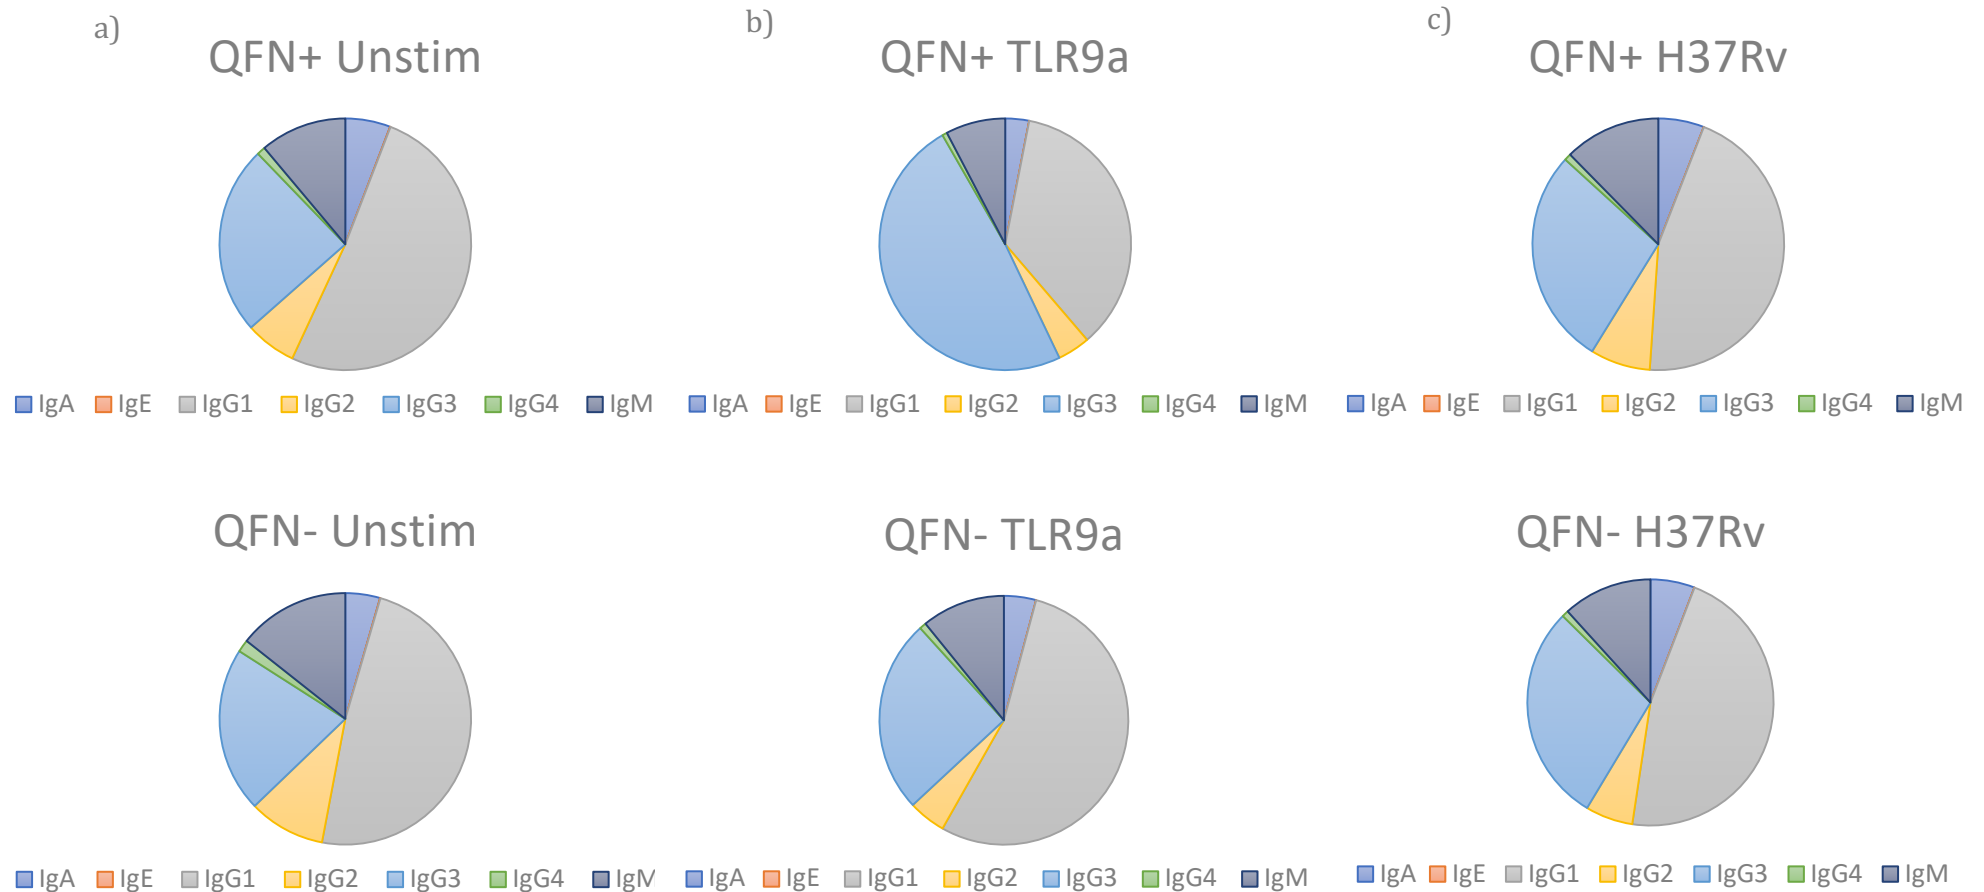 a)
QFN+ Unstim
IgA IgE IgG1 IgG2 IgG3 IgG4 IgM
b)
QFN+ TLR9a
IgA IgE IgG1 IgG2 IgG3 IgG4 IgM
c)
QFN+ H37Rv
IgA IgE IgG1 IgG2 IgG3 IgG4 IgM
QFN- Unstim
IgA IgE IgG1 IgG2 IgG3 IgG4 IgM
QFN- TLR9a
IgA IgE IgG1 IgG2 IgG3 IgG4 IgM
QFN- H37Rv
IgA IgE IgG1 IgG2 IgG3 IgG4 IgM